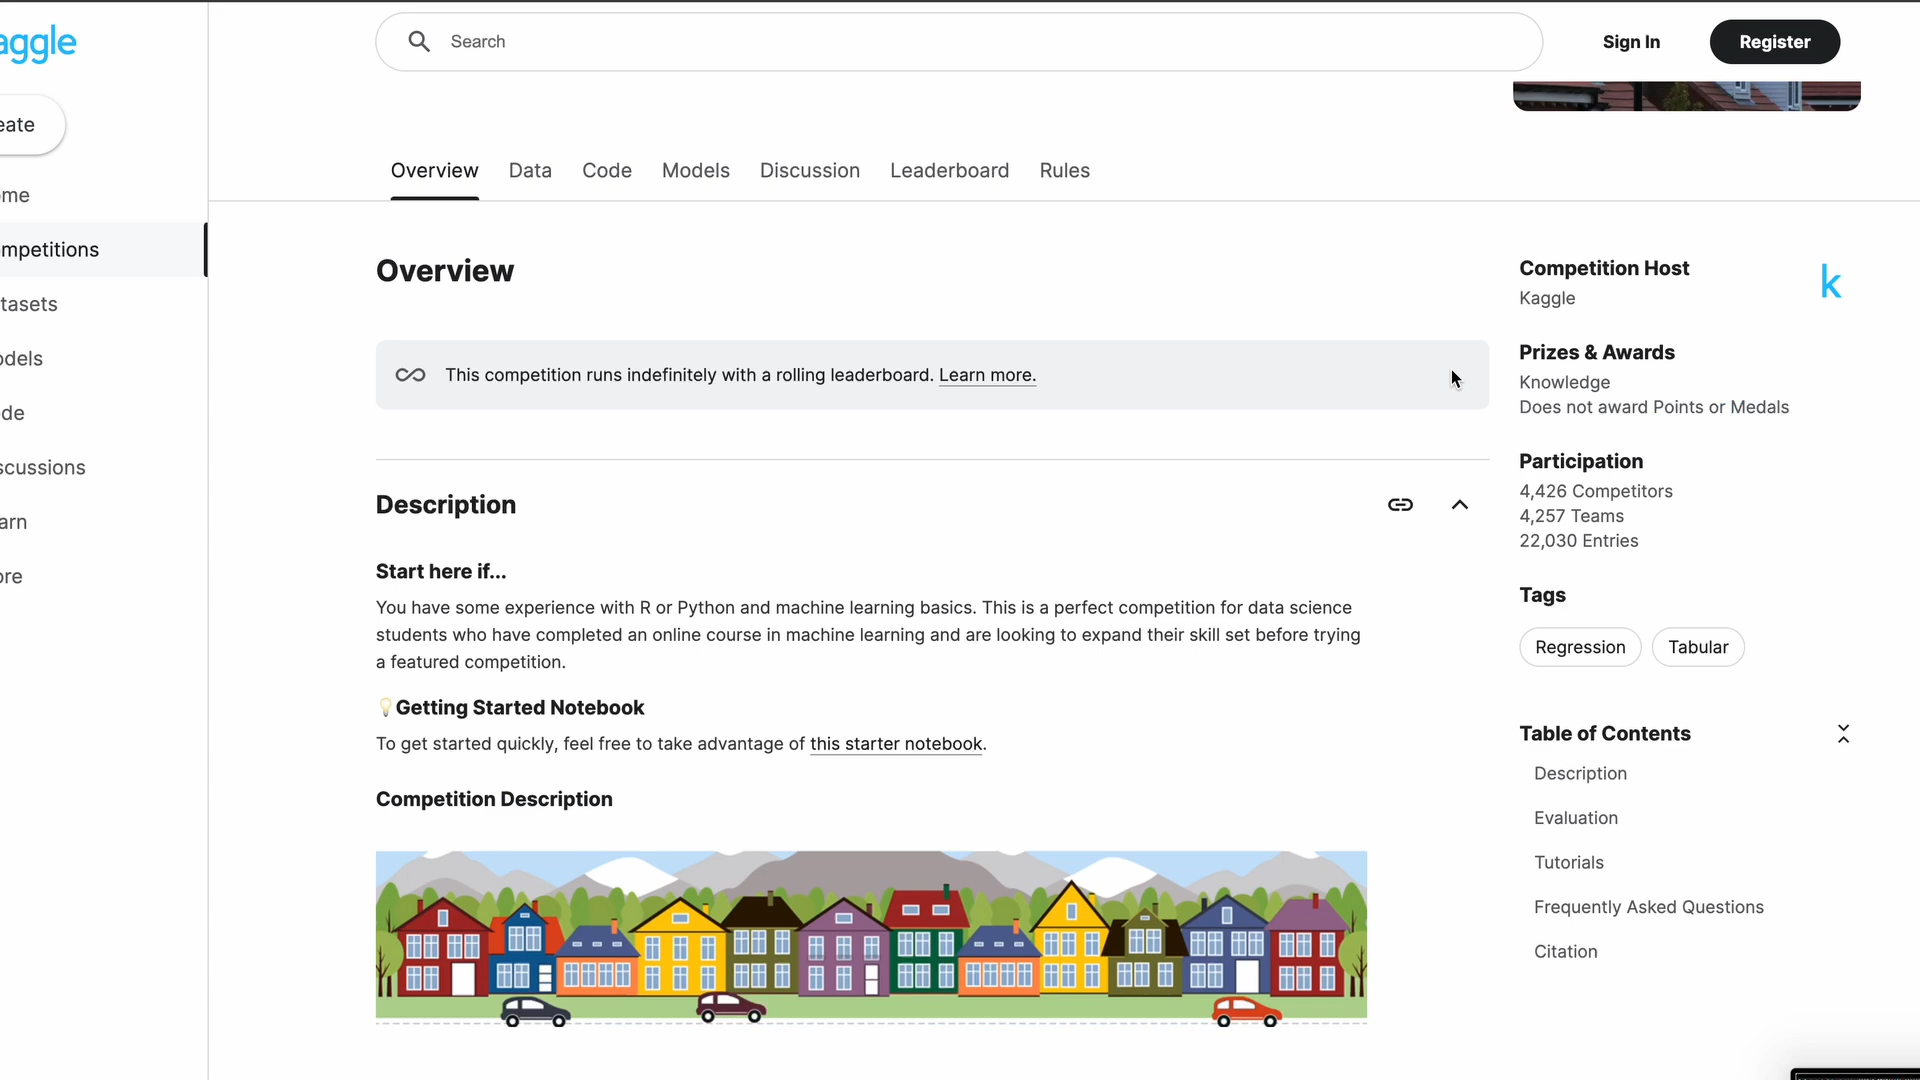 aggle
Search
Sign In
Register
eate
ome
ompetitions
tasets
odels
de
scussions
arn
ore
Overview Data Code Models Discussion Leaderboard Rules
Overview
This competition runs indefinitely with a rolling leaderboard. Learn more.
Description
Start here if...
You have some experience with R or Python and machine learning basics. This is a perfect competition for data science
students who have completed an online course in machine learning and are looking to expand their skill set before trying
a featured competition.
💡Getting Started Notebook
To get started quickly, feel free to take advantage of this starter notebook.
Competition Description
Competition Host
Kaggle
k
Prizes & Awards
Knowledge
Does not award Points or Medals
Participation
4,426 Competitors
4,257 Teams
22,030 Entries
Tags
Regression Tabular
Table of Contents
Description
Evaluation
Tutorials
Frequently Asked Questions
Citation